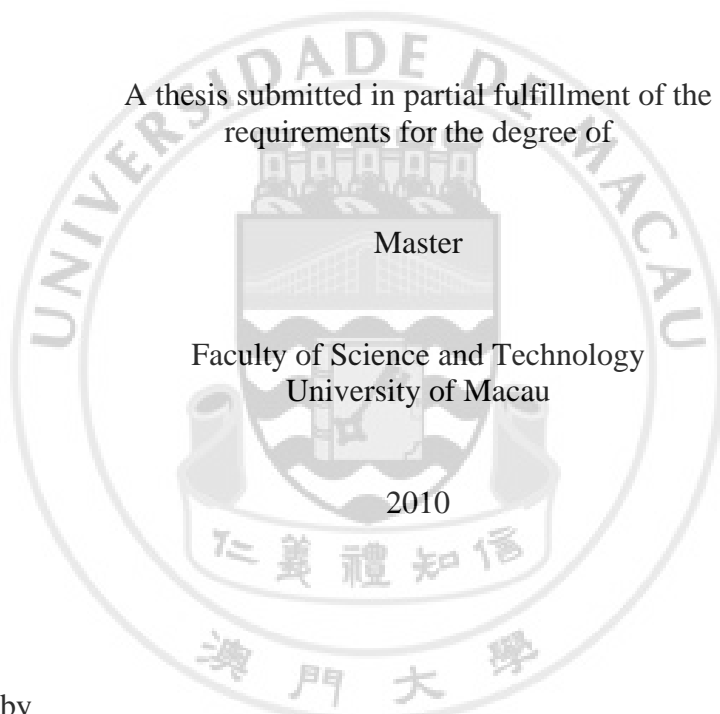 UNIVERSIDADE DE MACAU
A thesis submitted in partial fulfillment of the
requirements for the degree of
Master
Faculty of Science and Technology
University of Macau
2010
仁義禮知信
澳門大學
by